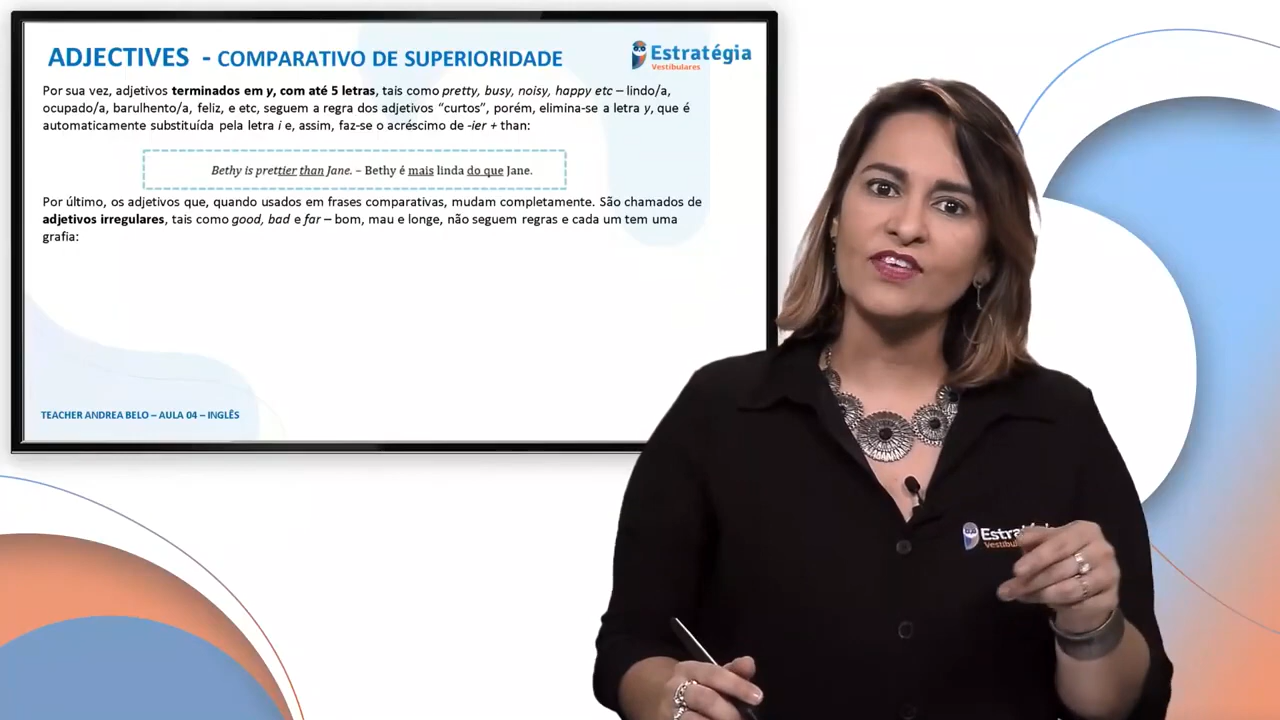 ADJECTIVES - COMPARATIVO DE SUPERIORIDADE
Estratégia
Vestibulares
Por sua vez, adjetivos terminados em y, com até 5 letras, tais como pretty, busy, noisy, happy etc – lindo/a,
ocupado/a, barulhento/a, feliz, e etc, seguem a regra dos adjetivos “curtos”, porém, elimina-se a letra y, que é
automaticamente substituída pela letra i e, assim, faz-se o acréscimo de -ier + than:
Bethy is prettier than Jane. – Bethy é mais linda do que Jane.
Por último, os adjetivos que, quando usados em frases comparativas, mudam completamente. São chamados de
adjetivos irregulares, tais como good, bad e far – bom, mau e longe, não seguem regras e cada um tem uma
grafia:
TEACHER ANDREA BELO – AULA 04 – INGLÊS